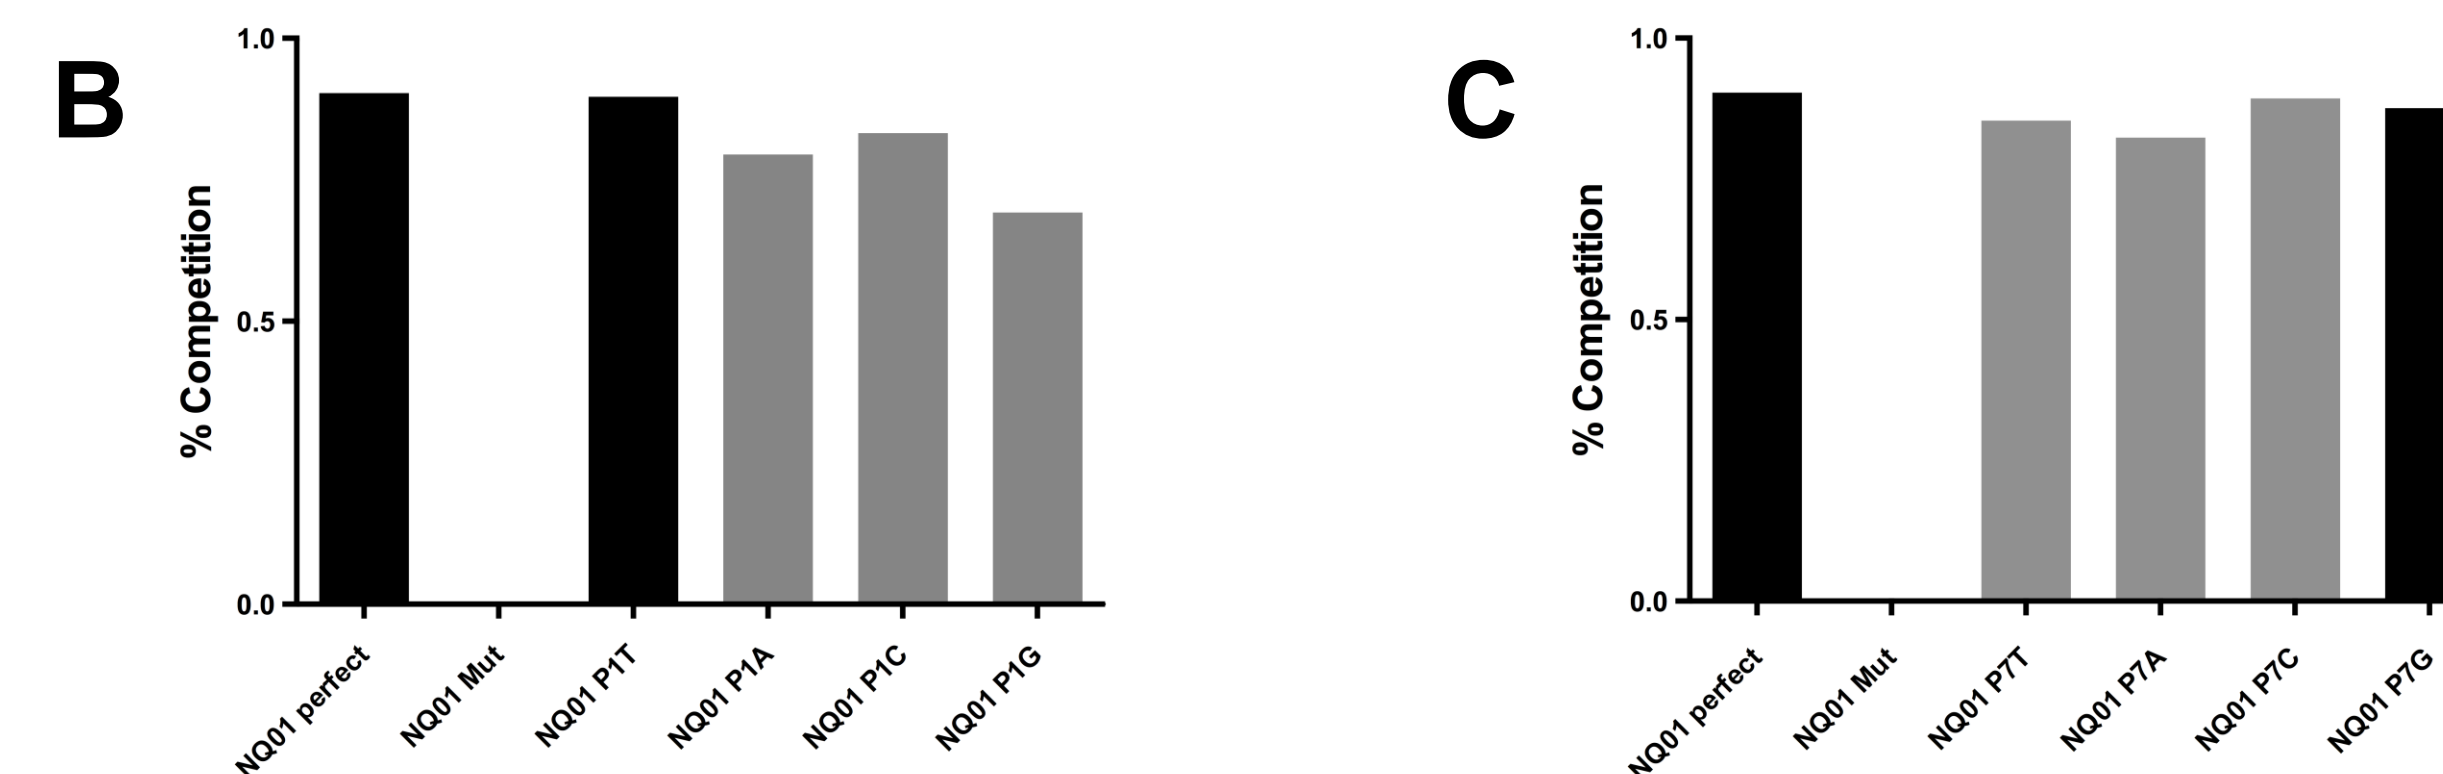 B
% Competition
1.0
0.5
0.0
NQ01 perfect
NQ01 Mut
NQ01 P1T
NQ01 P1A
NQ01 P1C
NQ01 P1G
C
% Competition
1.0
0.5
0.0
NQ01 perfect
NQ01 Mut
NQ01 P7T
NQ01 P7A
NQ01 P7C
NQ01 P7G